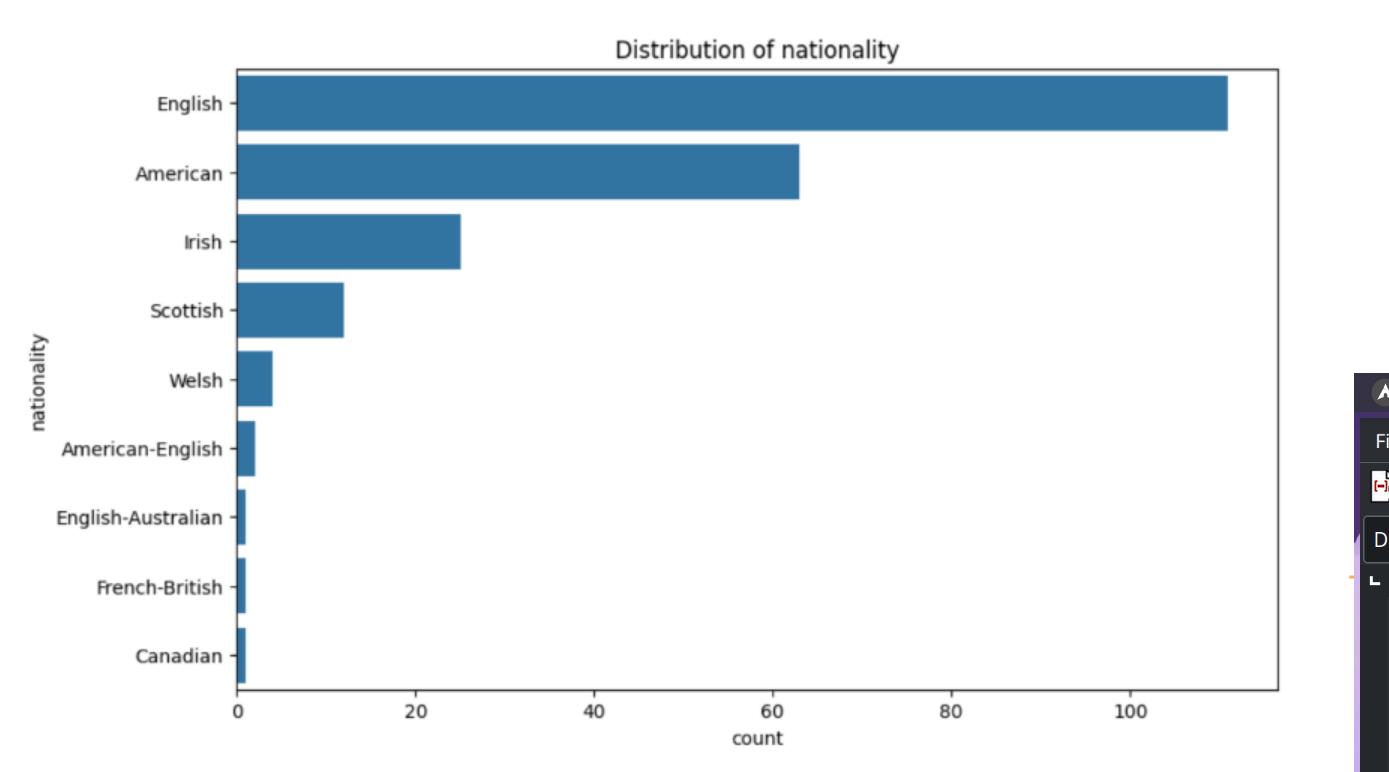 Distribution of nationality
English
American
Irish
Scottish
Welsh
American-English
English-Australian
French-British
Canadian
nationality
0 20 40 60 80 100
count
Fi
D